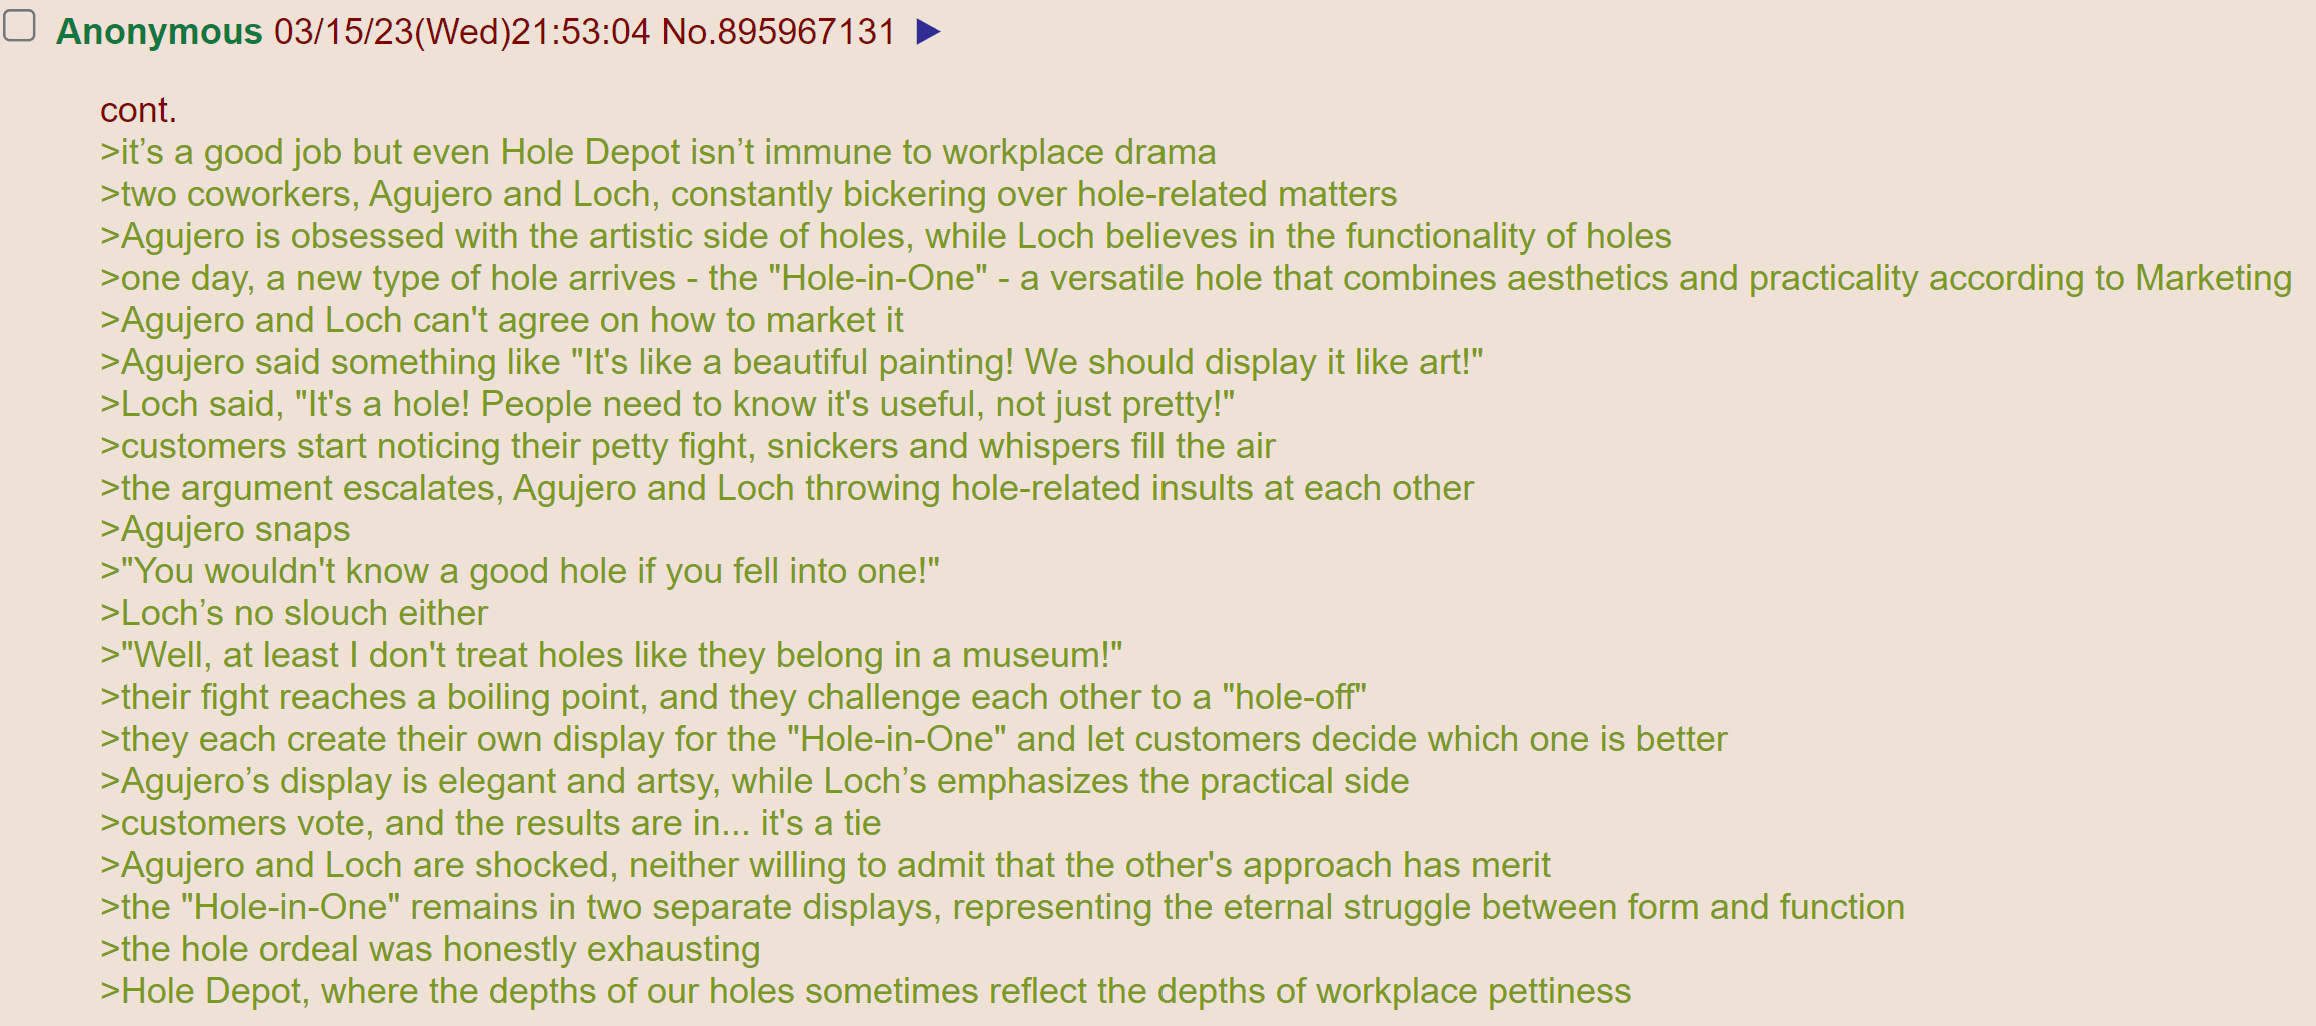 Anonymous 03/15/23(Wed)21:53:04 No.895967131 ▶
cont.
>it’s a good job but even Hole Depot isn’t immune to workplace drama
>two coworkers, Agujero and Loch, constantly bickering over hole-related matters
>Agujero is obsessed with the artistic side of holes, while Loch believes in the functionality of holes
>one day, a new type of hole arrives - the "Hole-in-One" - a versatile hole that combines aesthetics and practicality according to Marketing
>Agujero and Loch can't agree on how to market it
>Agujero said something like "It's like a beautiful painting! We should display it like art!"
>Loch said, "It's a hole! People need to know it's useful, not just pretty!"
>customers start noticing their petty fight, snickers and whispers fill the air
>the argument escalates, Agujero and Loch throwing hole-related insults at each other
>Agujero snaps
>"You wouldn't know a good hole if you fell into one!"
>Loch’s no slouch either
>"Well, at least I don't treat holes like they belong in a museum!"
>their fight reaches a boiling point, and they challenge each other to a "hole-off"
>they each create their own display for the "Hole-in-One" and let customers decide which one is better
>Agujero’s display is elegant and artsy, while Loch’s emphasizes the practical side
>customers vote, and the results are in... it's a tie
>Agujero and Loch are shocked, neither willing to admit that the other's approach has merit
>the "Hole-in-One" remains in two separate displays, representing the eternal struggle between form and function
>the hole ordeal was honestly exhausting
>Hole Depot, where the depths of our holes sometimes reflect the depths of workplace pettiness